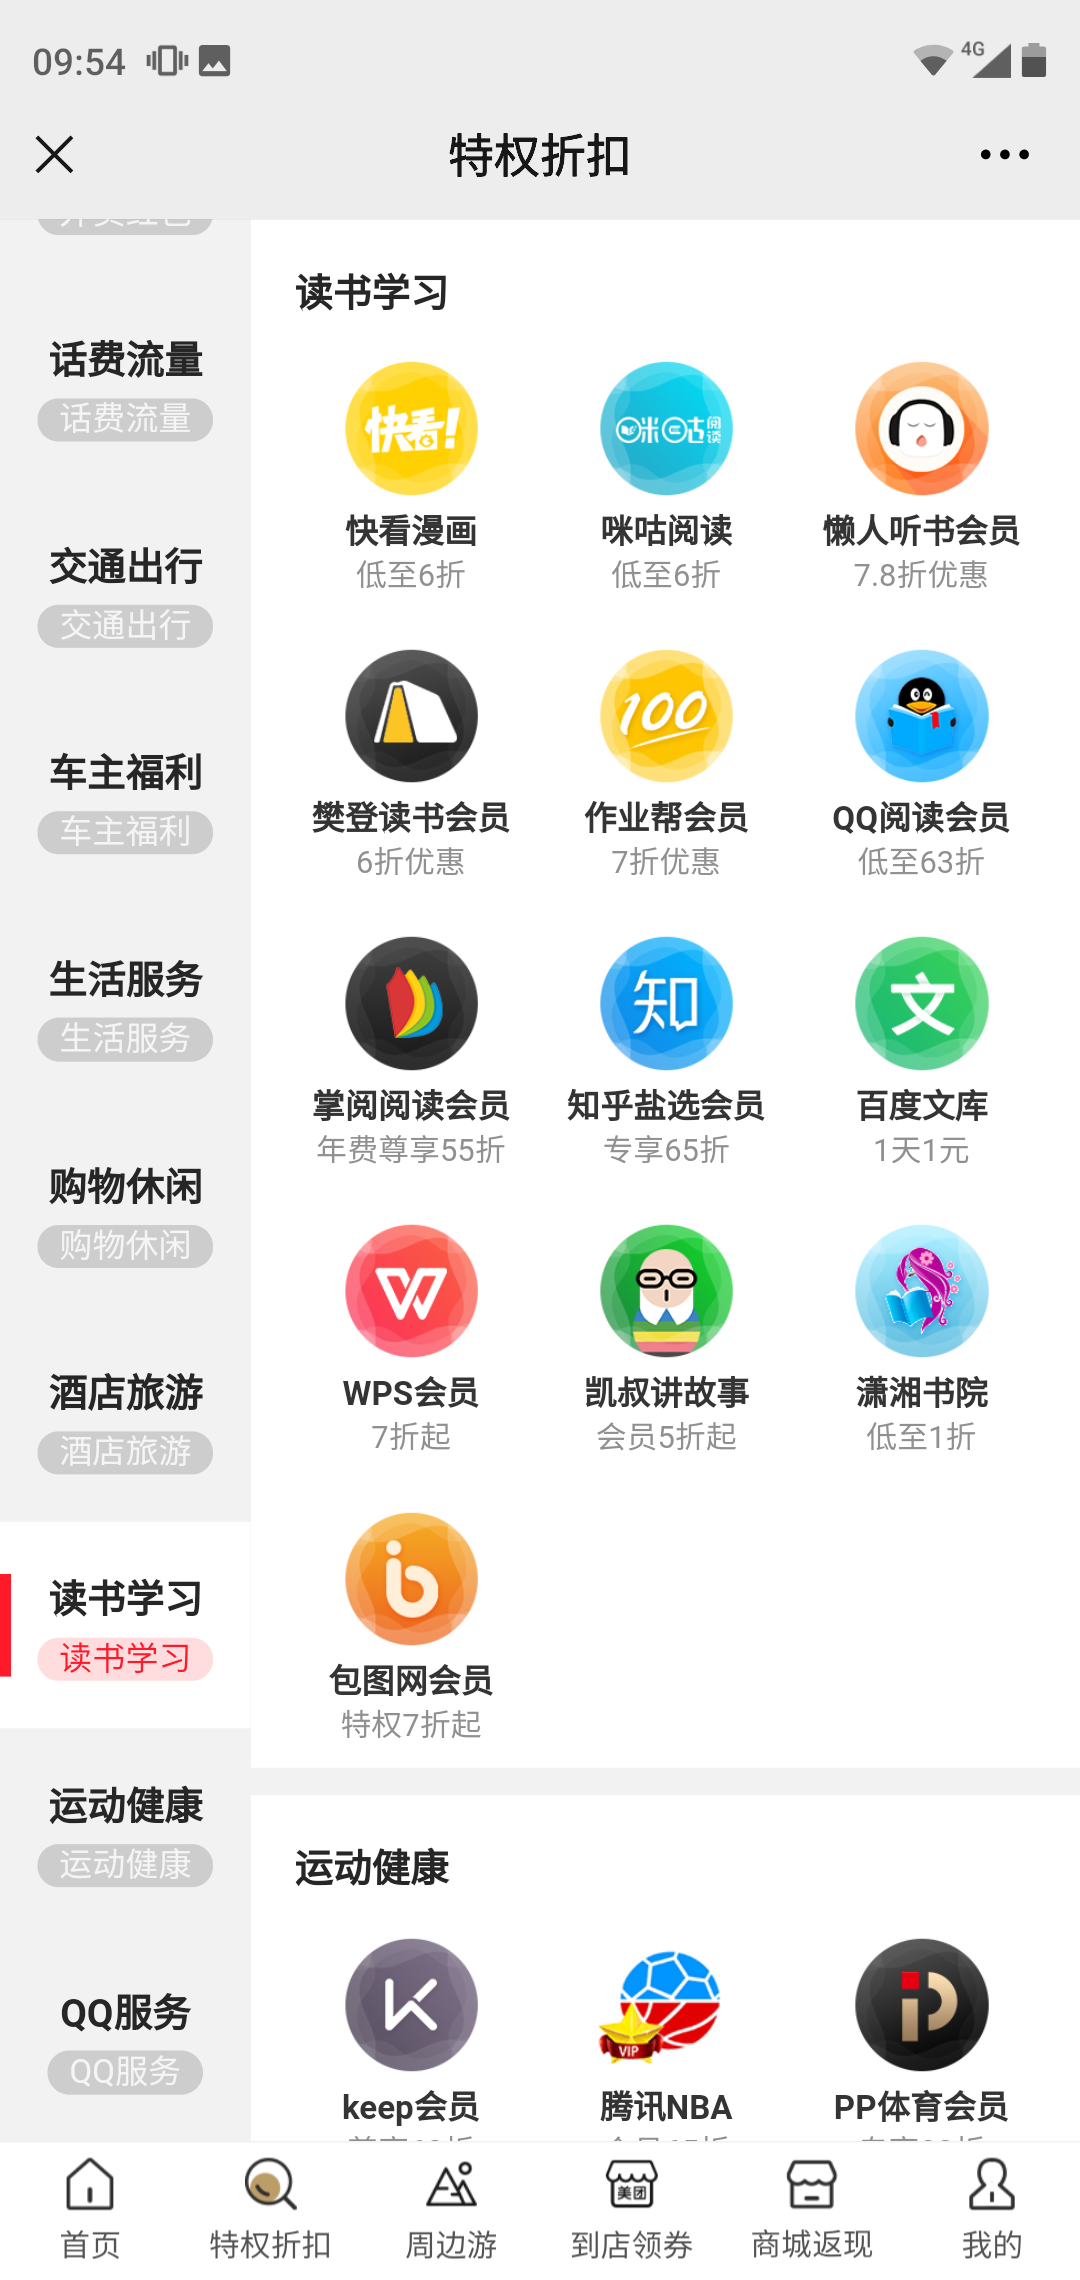 09:54
4G
特权折扣
话费流量
话费流量
交通出行
交通出行
车主福利
车主福利
生活服务
生活服务
购物休闲
购物休闲
酒店旅游
酒店旅游
读书学习
读书学习
运动健康
运动健康
QQ服务
QQ服务
读书学习
快看!
咪咕阅读
快看漫画 咪咕阅读 懒人听书会员
低至6折 低至6折 7.8折优惠
100
樊登读书会员 作业帮会员 QQ阅读会员
6折优惠 7折优惠 低至63折
知 文
掌阅阅读会员 知乎盐选会员 百度文库
年费尊享55折 专享65折 1天1元
WPS会员 凯叔讲故事 潇湘书院
7折起 会员5折起 低至1折
包图网会员
特权7折起
运动健康
VIP
keep会员 腾讯NBA PP体育会员
美团
首页 特权折扣 周边游 到店领券 商城返现 我的